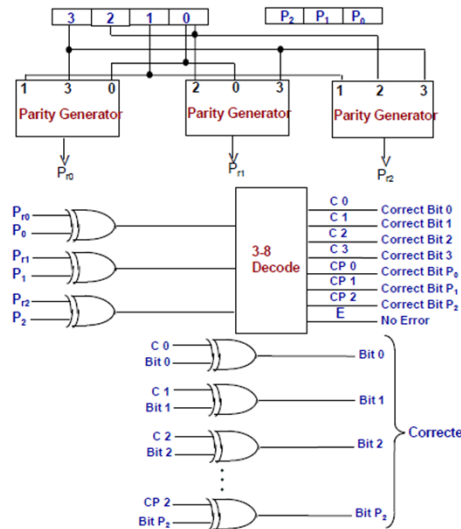 3 2 1 0 P2 P1 P0
1 3 0 2 0 3 1 2 3
Parity Generator Parity Generator Parity Generator
Pr0 Pr1 Pr2
Pr0
P0
Pr1
P1
Pr2
P2
3-8
Decode
C 0 Correct Bit 0
C 1 Correct Bit 1
C 2 Correct Bit 2
C 3 Correct Bit 3
CP 0 Correct Bit P0
CP 1 Correct Bit P1
CP 2 Correct Bit P2
E No Error
C 0
Bit 0 Bit 0
C 1
Bit 1 Bit 1
Correcte
C 2
Bit 2 Bit 2
CP 2
Bit P2 Bit P2